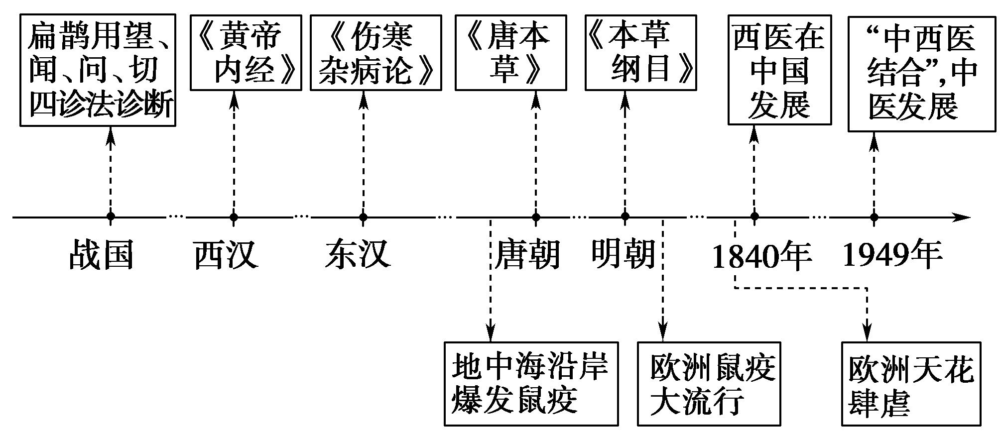 扁鹊用望、
闻、问、切
四诊法诊断
《黄帝
内经》
《伤寒
杂病论》
《唐本
草》
《本草
纲目》
西医在
中国
发展
“中西医
结合”,中
医发展
战国
西汉
东汉
唐朝
明朝
1840年
1949年
地中海沿岸
爆发鼠疫
欧洲鼠疫
大流行
欧洲天花
肆虐